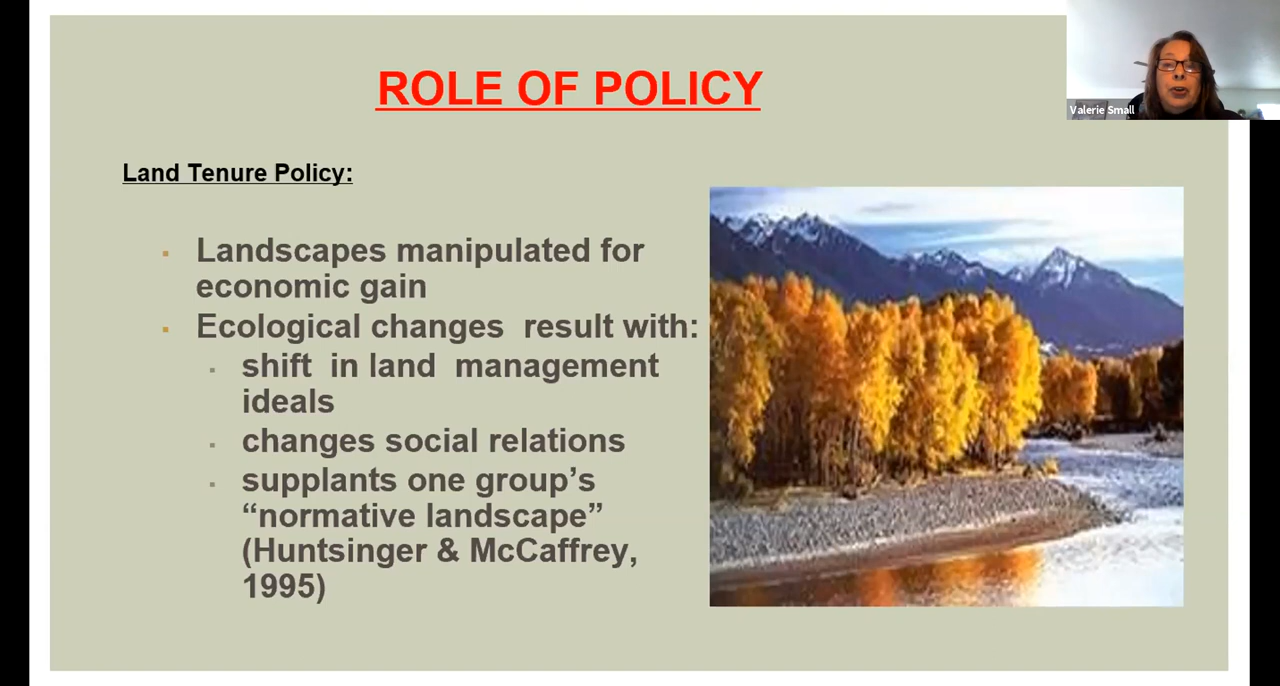 ROLE OF POLICY
Valerie Small
Land Tenure Policy:
Landscapes manipulated for
economic gain
Ecological changes result with:
shift in land management
ideals
changes social relations
supplants one group’s
“normative landscape”
(Huntsinger & McCaffrey,
1995)